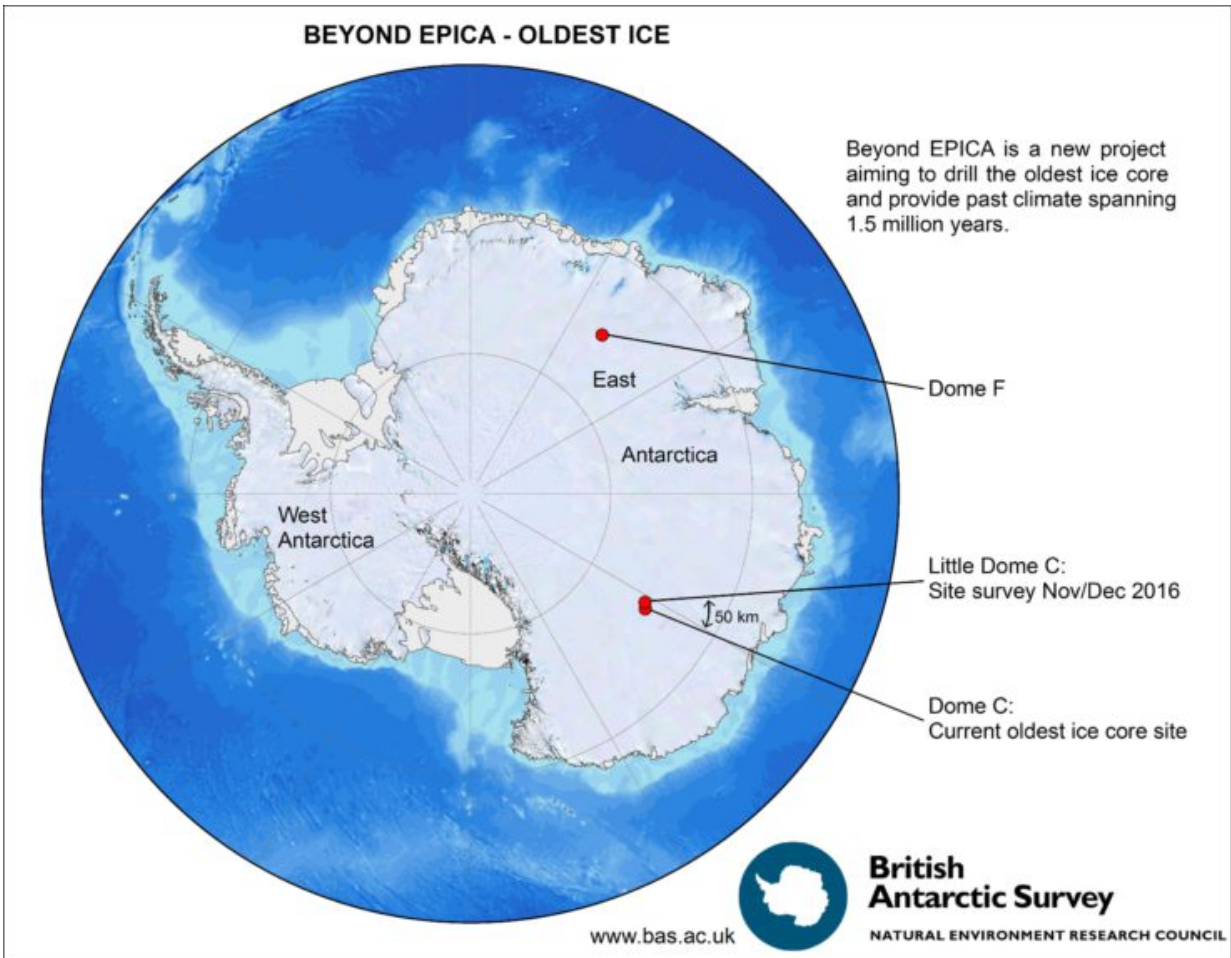 BEYOND EPICA - OLDEST ICE
Beyond EPICA is a new project
aiming to drill the oldest ice core
and provide past climate spanning
1.5 million years.
Dome F
East
Antarctica
West
Antarctica
Little Dome C:
Site survey Nov/Dec 2016
50 km
Dome C:
Current oldest ice core site
www.bas.ac.uk
British
Antarctic Survey
NATURAL ENVIRONMENT RESEARCH COUNCIL